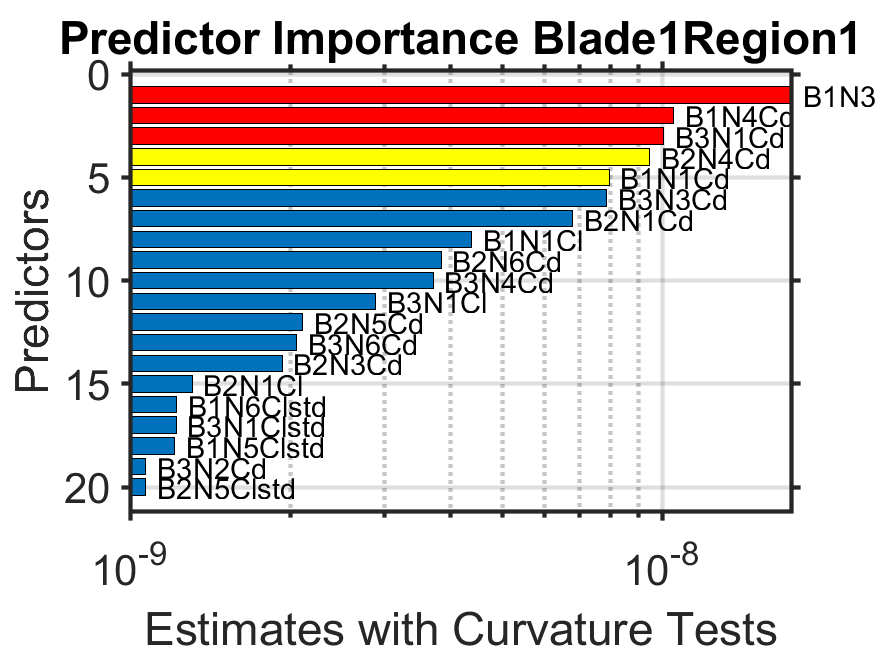 Predictor Importance Blade1Region1
0
B1N3
B1N4Cd
B3N1Cd
B2N4Cd
5
B1N1Cd
B3N3Cd
B2N1Cd
B1N1Cl
B2N6Cd
10
B3N4Cd
B3N1Cl
B2N5Cd
B3N6Cd
B2N3Cd
15
B2N1Cl
B1N6Clstd
B3N1Clstd
B1N5Clstd
B3N2Cd
20
B2N5Clstd
Predictors
10-9
10-8
Estimates with Curvature Tests